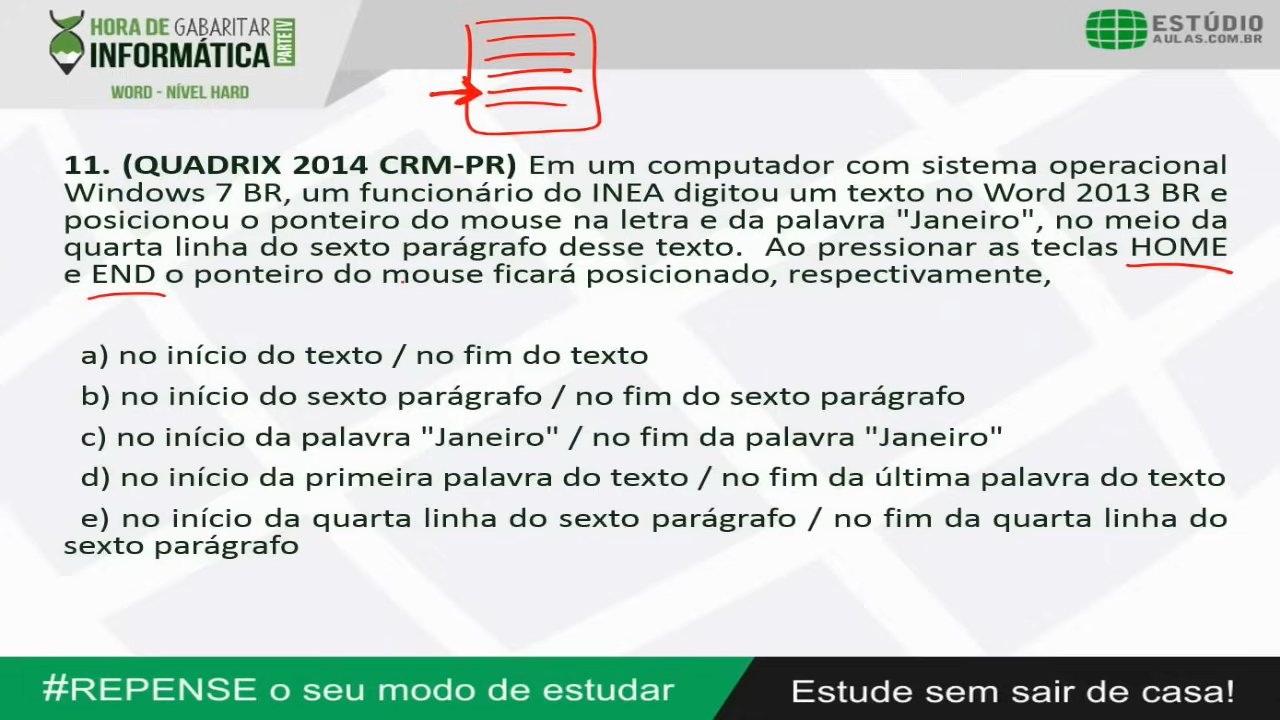 HORA DE GABARITAR
INFORMÁTICA
PARTE IV
WORD - NÍVEL HARD
ESTÚDIO
AULAS.COM.BR
11. (QUADRIX 2014 CRM-PR) Em um computador com sistema operacional
Windows 7 BR, um funcionário do INEA digitou um texto no Word 2013 BR e
posicionou o ponteiro do mouse na letra e da palavra "Janeiro", no meio da
quarta linha do sexto parágrafo desse texto. Ao pressionar as teclas HOME
e END o ponteiro do mouse ficará posicionado, respectivamente,
a) no início do texto / no fim do texto
b) no início do sexto parágrafo / no fim do sexto parágrafo
c) no início da palavra "Janeiro" / no fim da palavra "Janeiro"
d) no início da primeira palavra do texto / no fim da última palavra do texto
e) no início da quarta linha do sexto parágrafo / no fim da quarta linha do
sexto parágrafo
#REPENSE o seu modo de estudar
Estude sem sair de casa!